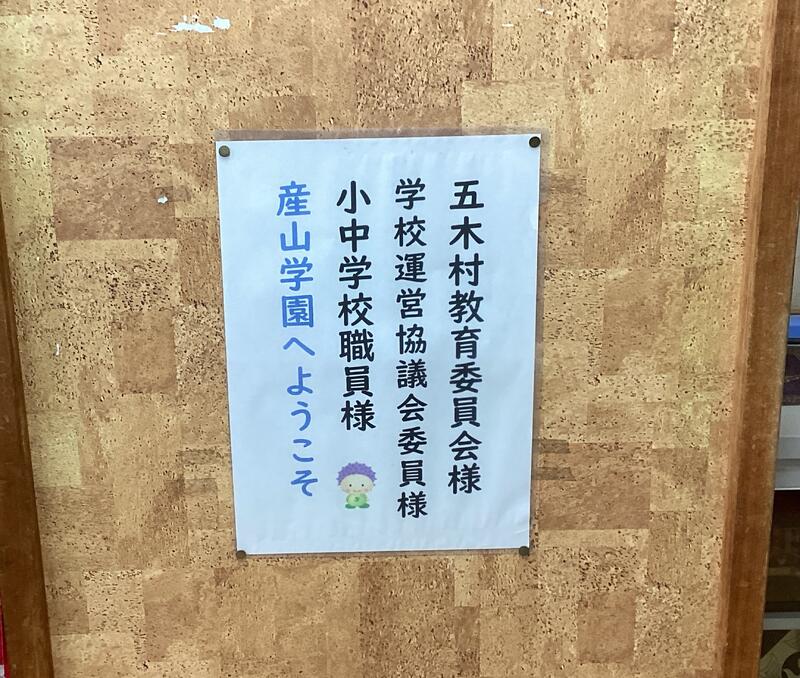 五木村教育委員会様
学校運営協議会委員様
小中学校職員様
産山学園へようこそ